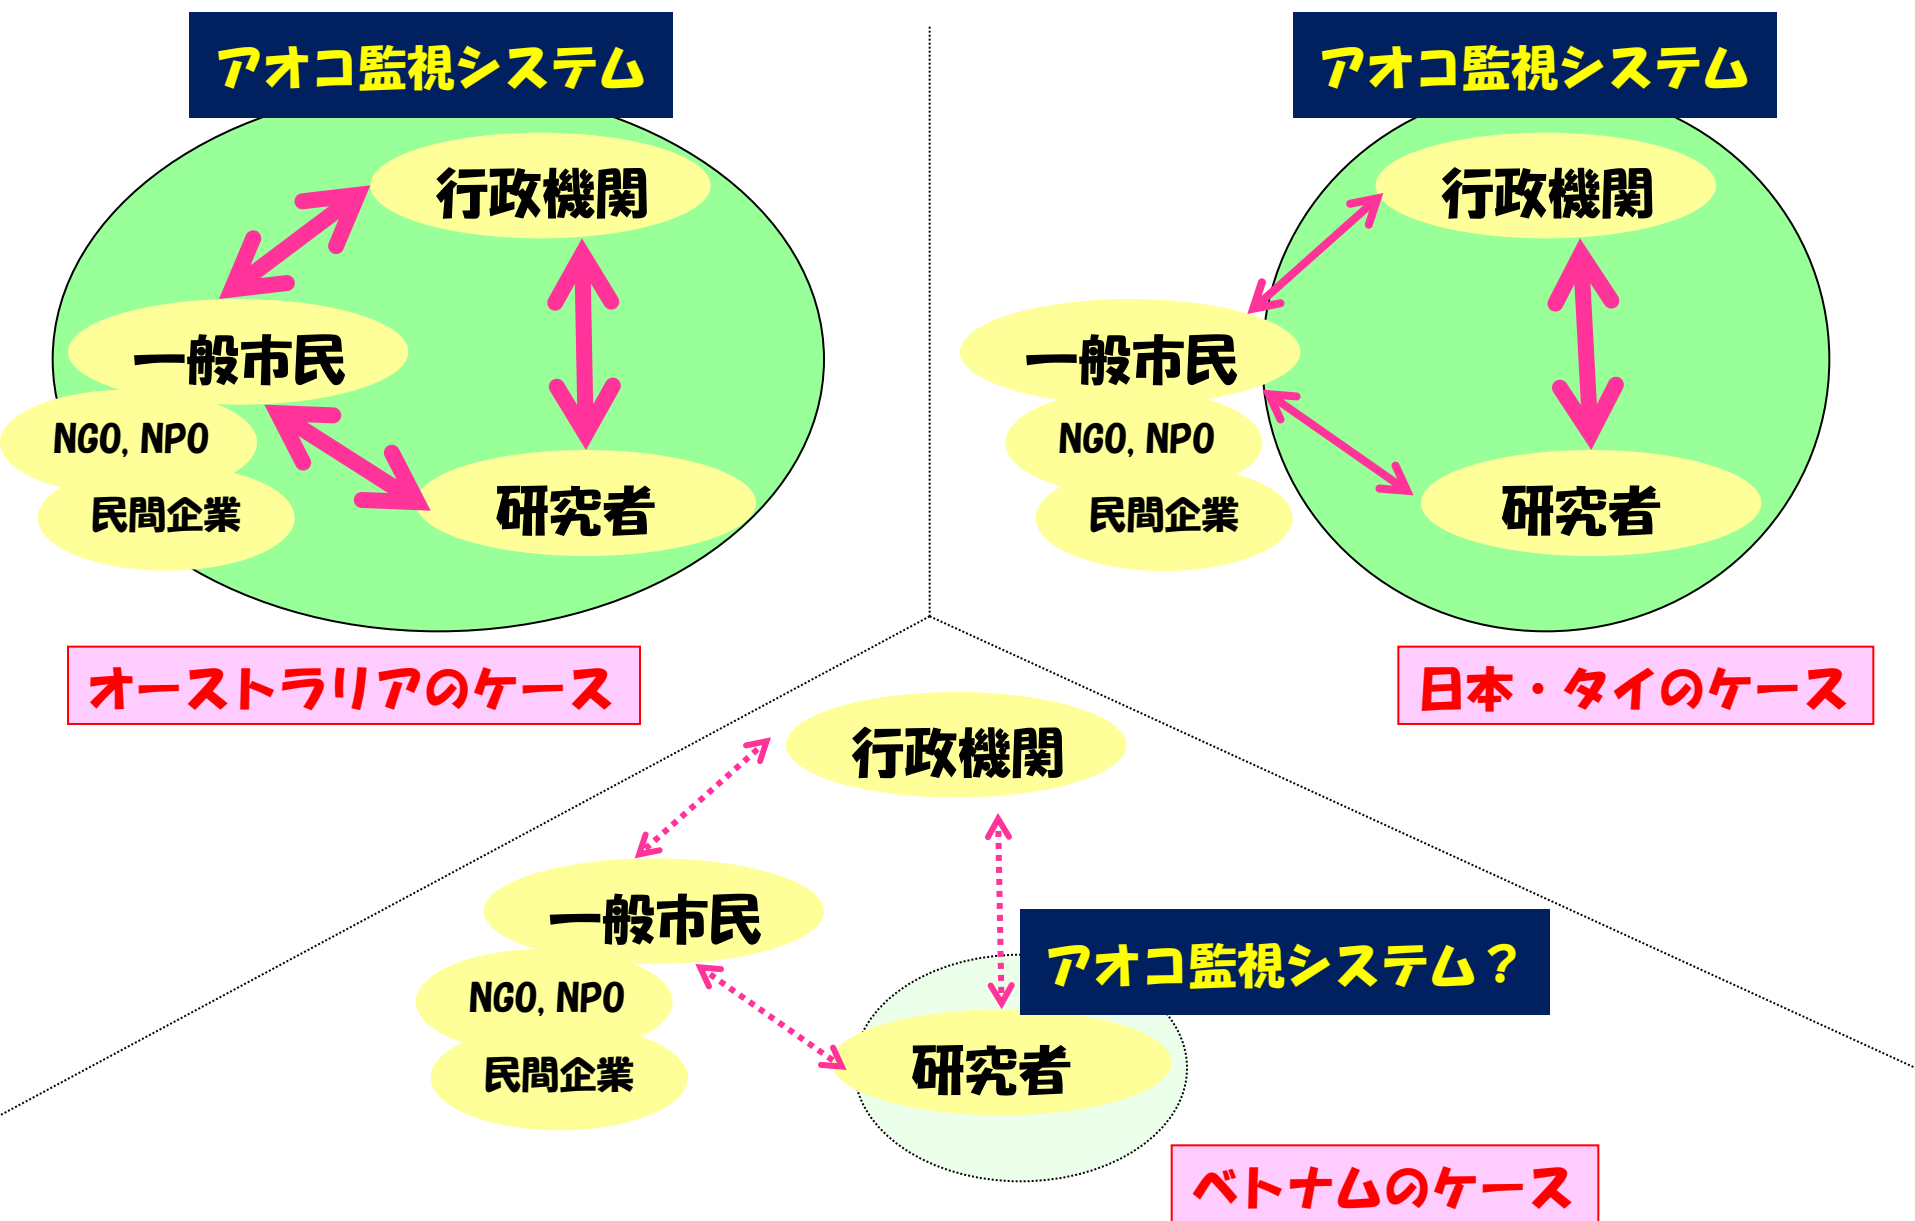 アオコ監視システム
行政機関
一般市民
NGO, NPO
民間企業
研究者
オーストラリアのケース
アオコ監視システム
行政機関
一般市民
NGO, NPO
民間企業
研究者
日本・タイのケース
行政機関
一般市民
NGO, NPO
民間企業
アオコ監視システム？
研究者
ベトナムのケース